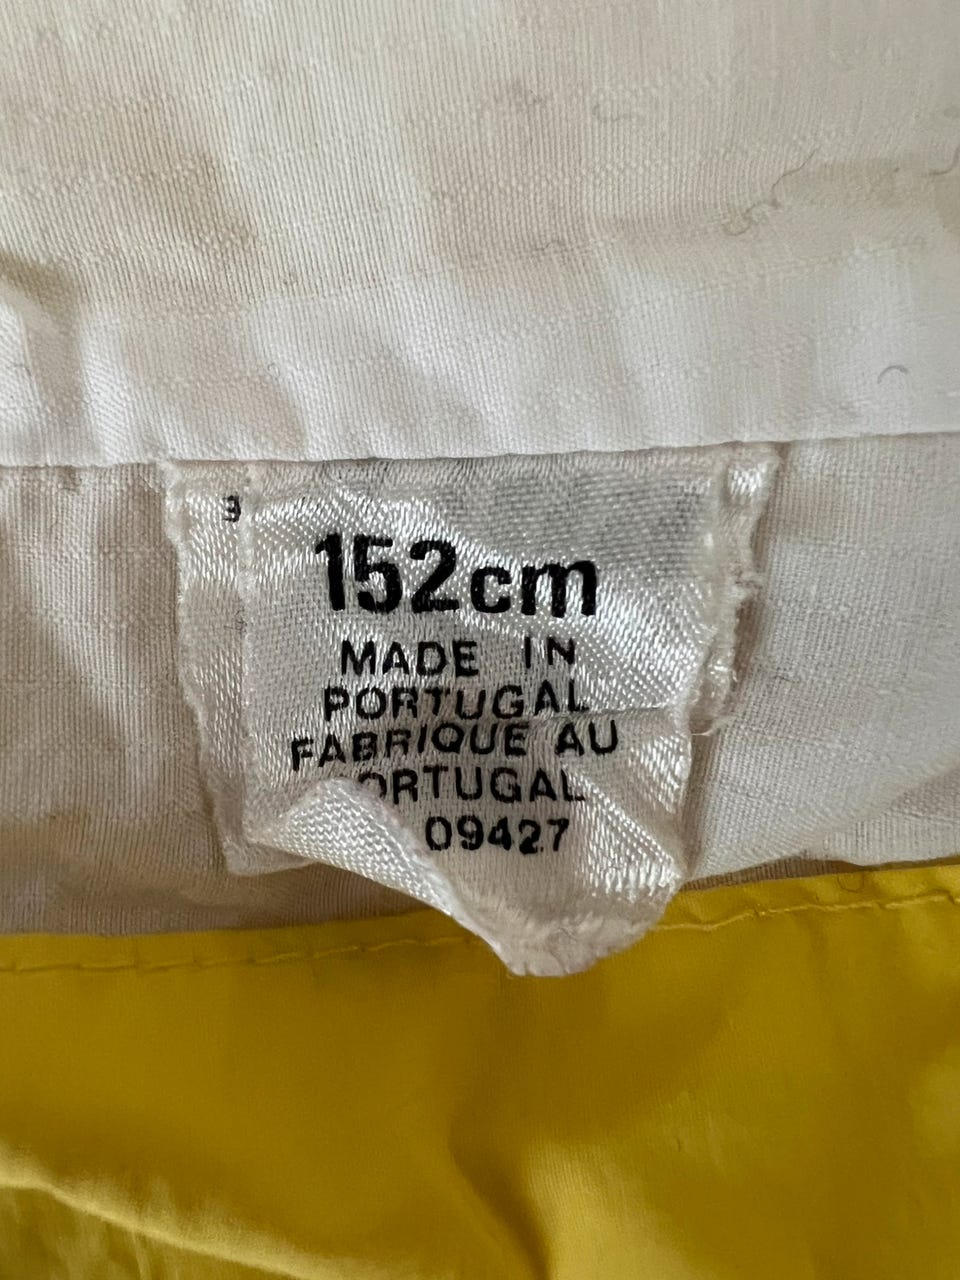 152cm
MADE IN
PORTUGAL
FABRIQUE AU
ORTUGAL
09427